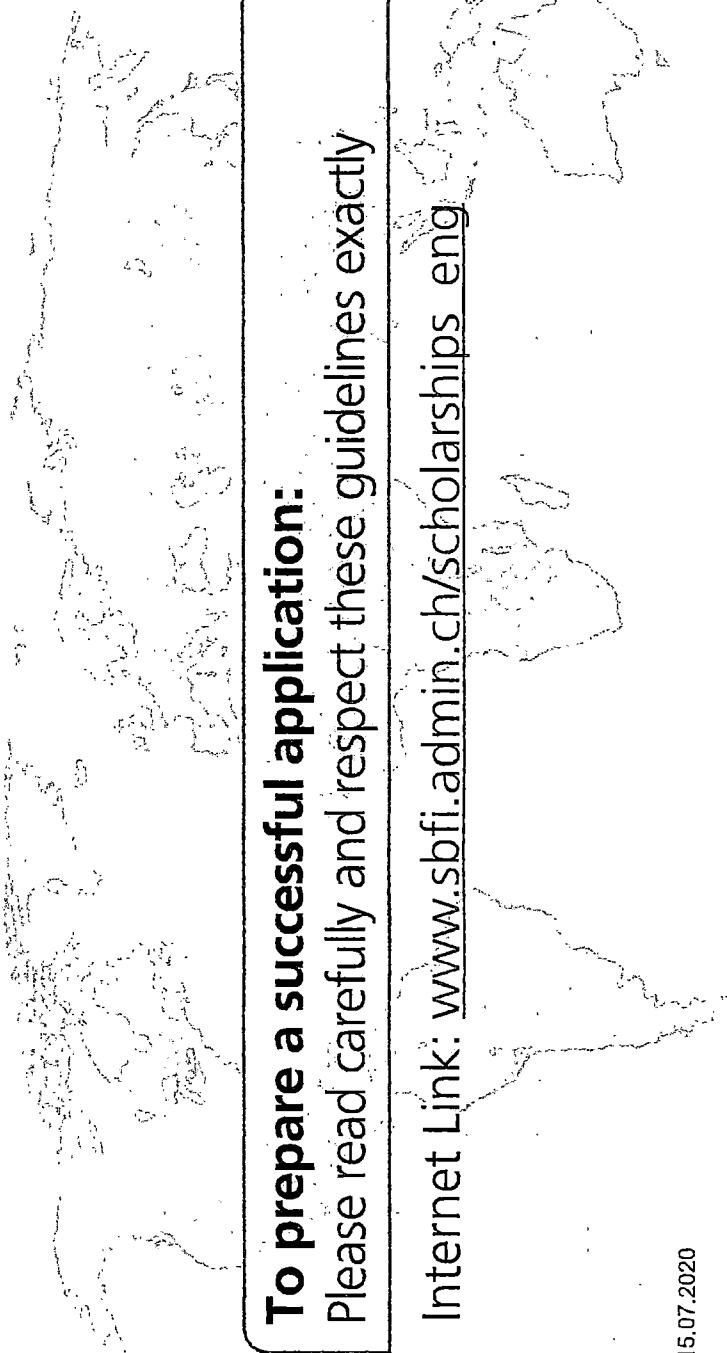 To prepare a successful application:
Please read carefully and respect these guidelines exactly
Internet Link: www.sbfi.admin.ch/scholarships_eng
15.07.2020